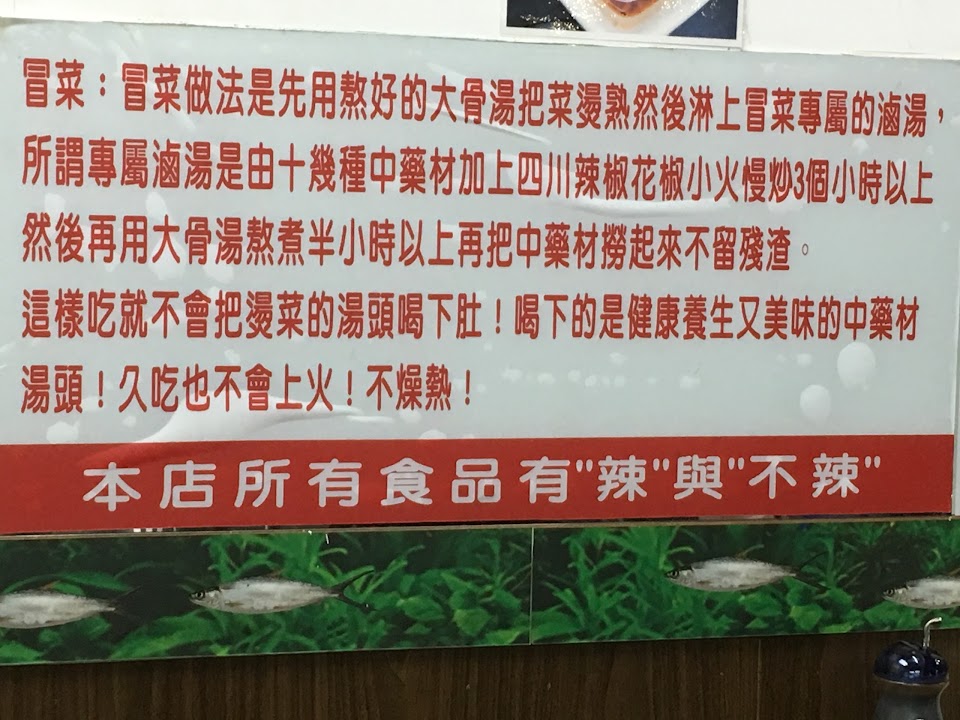 冒菜：冒菜做法是先用熬好的大骨湯把菜燙熟然後淋上冒菜專屬的滷湯，
所謂專屬滷湯是由十幾種中藥材加上四川辣椒花椒小火慢炒3個小時以上
然後再用大骨湯熬煮半小時以上再把中藥材撈起來不留殘渣。
這樣吃就不會把燙菜的湯頭喝下肚！喝下的是健康養生又美味的中藥材
湯頭！久吃也不會上火！不燥熱！
本店所有食品有"辣"與"不辣"